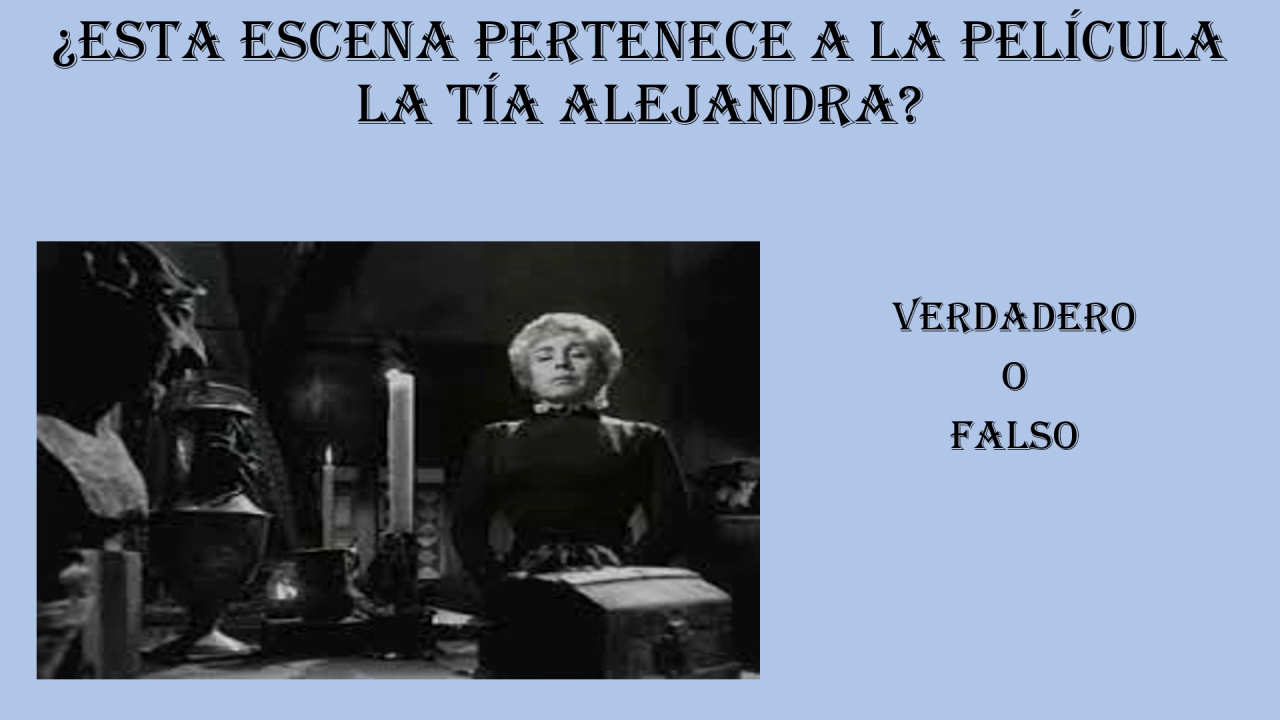 ¿ESTA ESCENA PERTENECE A LA PELÍCULA
LA TÍA ALEJANDRA?
VERDADERO
O
FALSO